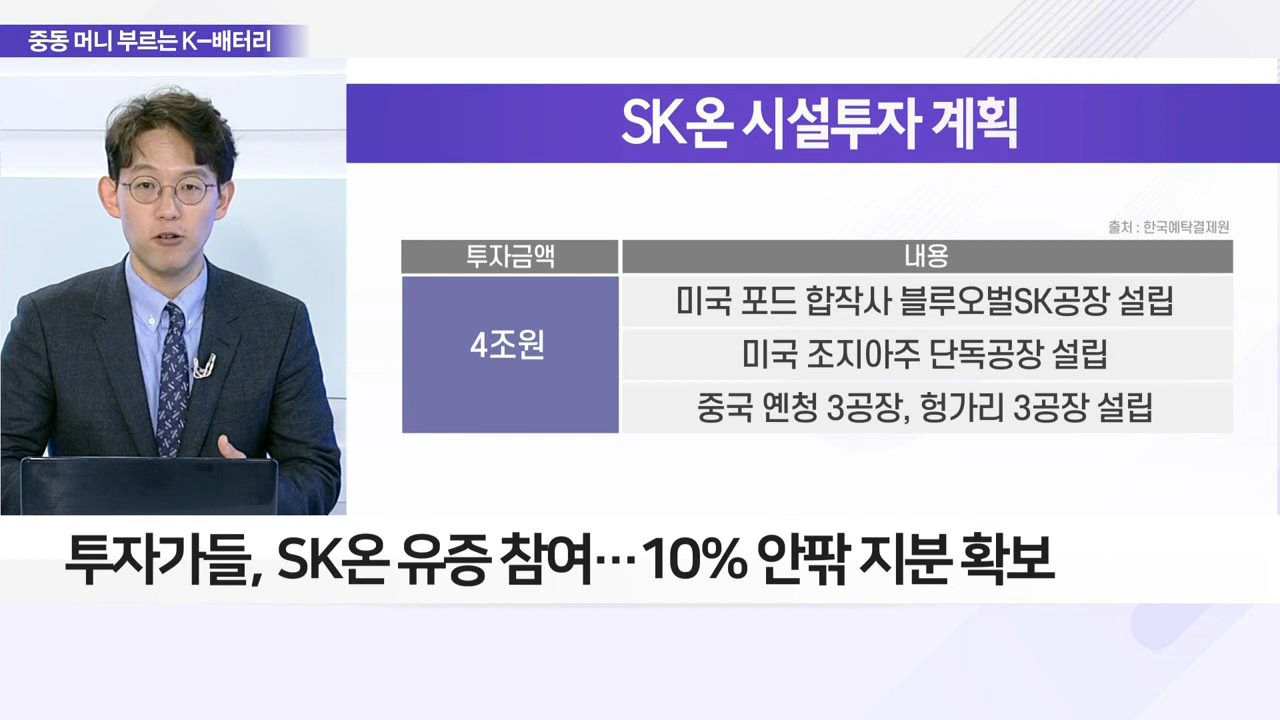 중동 머니 부르는 K-배터리
SK온 시설투자 계획
출처 : 한국예탁결제원
투자금액
내용
4조원
미국 포드 합작사 블루오벌SK공장 설립
미국 조지아주 단독공장 설립
중국 옌청 3공장, 헝가리 3공장 설립
투자가들, SK온 유증 참여…10% 안팎 지분 확보